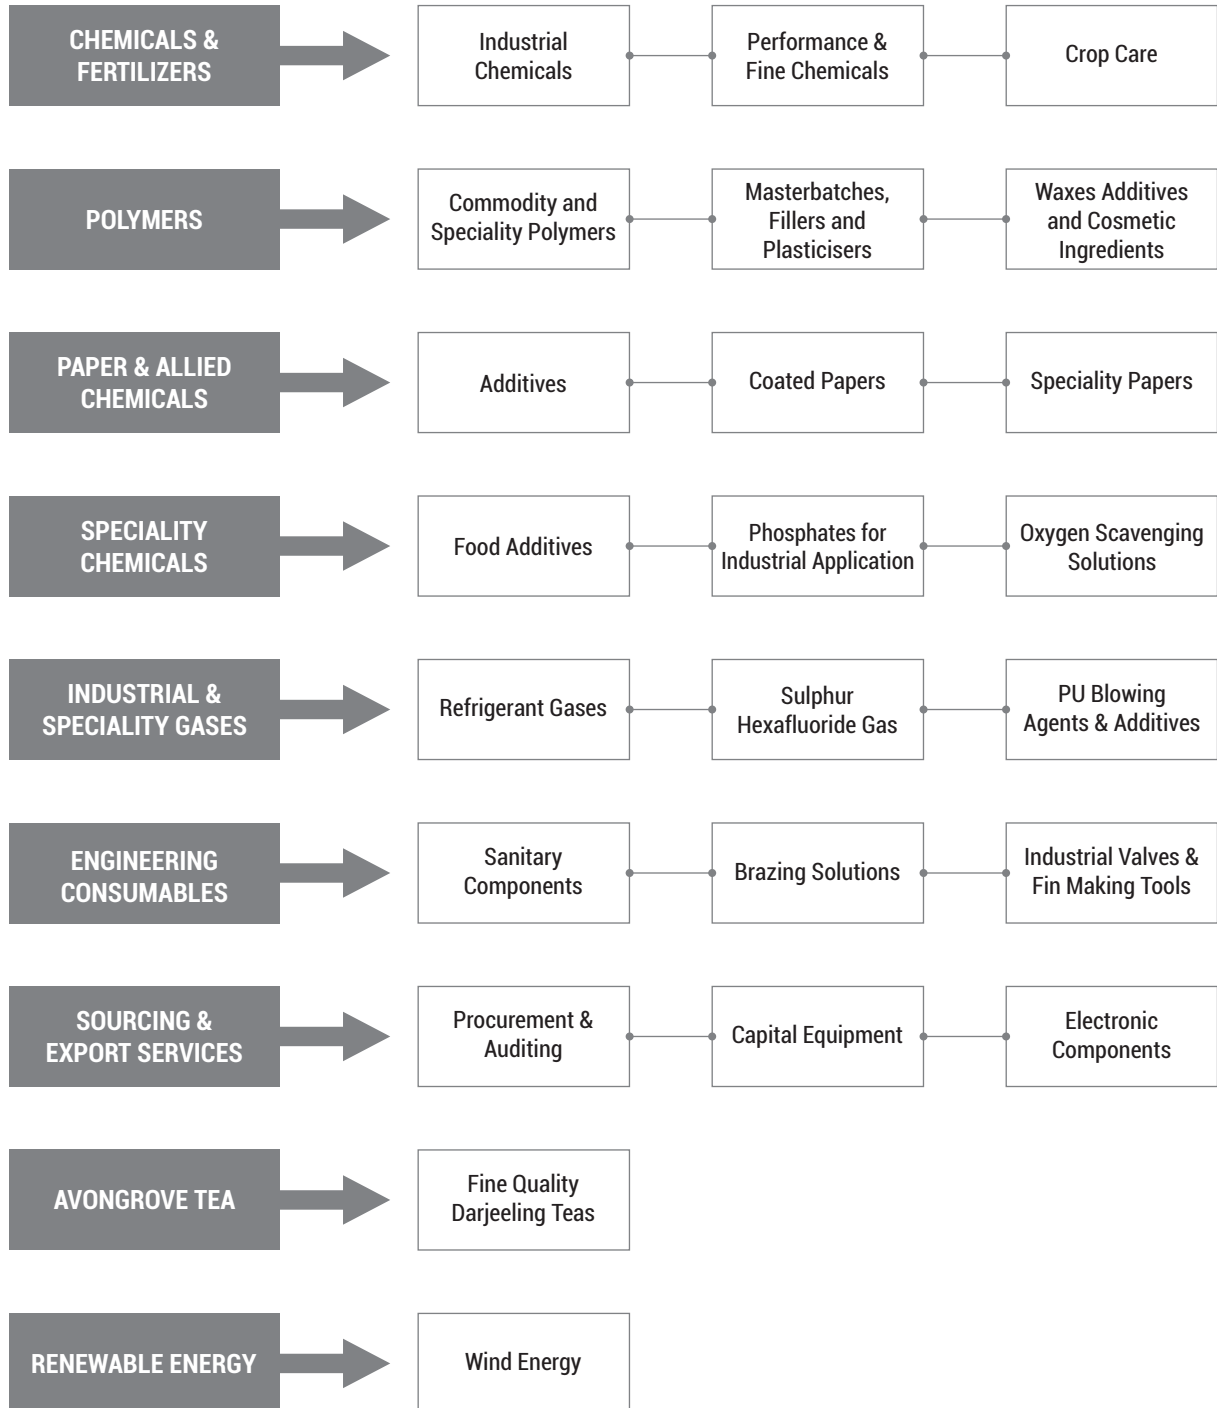 CHEMICALS &
FERTILIZERS
Industrial
Chemicals
Performance &
Fine Chemicals
Crop Care
POLYMERS
Commodity and
Speciality Polymers
Masterbatches,
Fillers and
Plasticisers
Waxes Additives
and Cosmetic
Ingredients
PAPER & ALLIED
CHEMICALS
Additives
Coated Papers
Speciality Papers
SPECIALITY
CHEMICALS
Food Additives
Phosphates for
Industrial Application
Oxygen Scavenging
Solutions
INDUSTRIAL &
SPECIALITY GASES
Refrigerant Gases
Sulphur
Hexafluoride Gas
PU Blowing
Agents & Additives
ENGINEERING
CONSUMABLES
Sanitary
Components
Brazing Solutions
Industrial Valves &
Fin Making Tools
SOURCING &
EXPORT SERVICES
Procurement &
Auditing
Capital Equipment
Electronic
Components
AVONGROVE TEA
Fine Quality
Darjeeling Teas
RENEWABLE ENERGY
Wind Energy